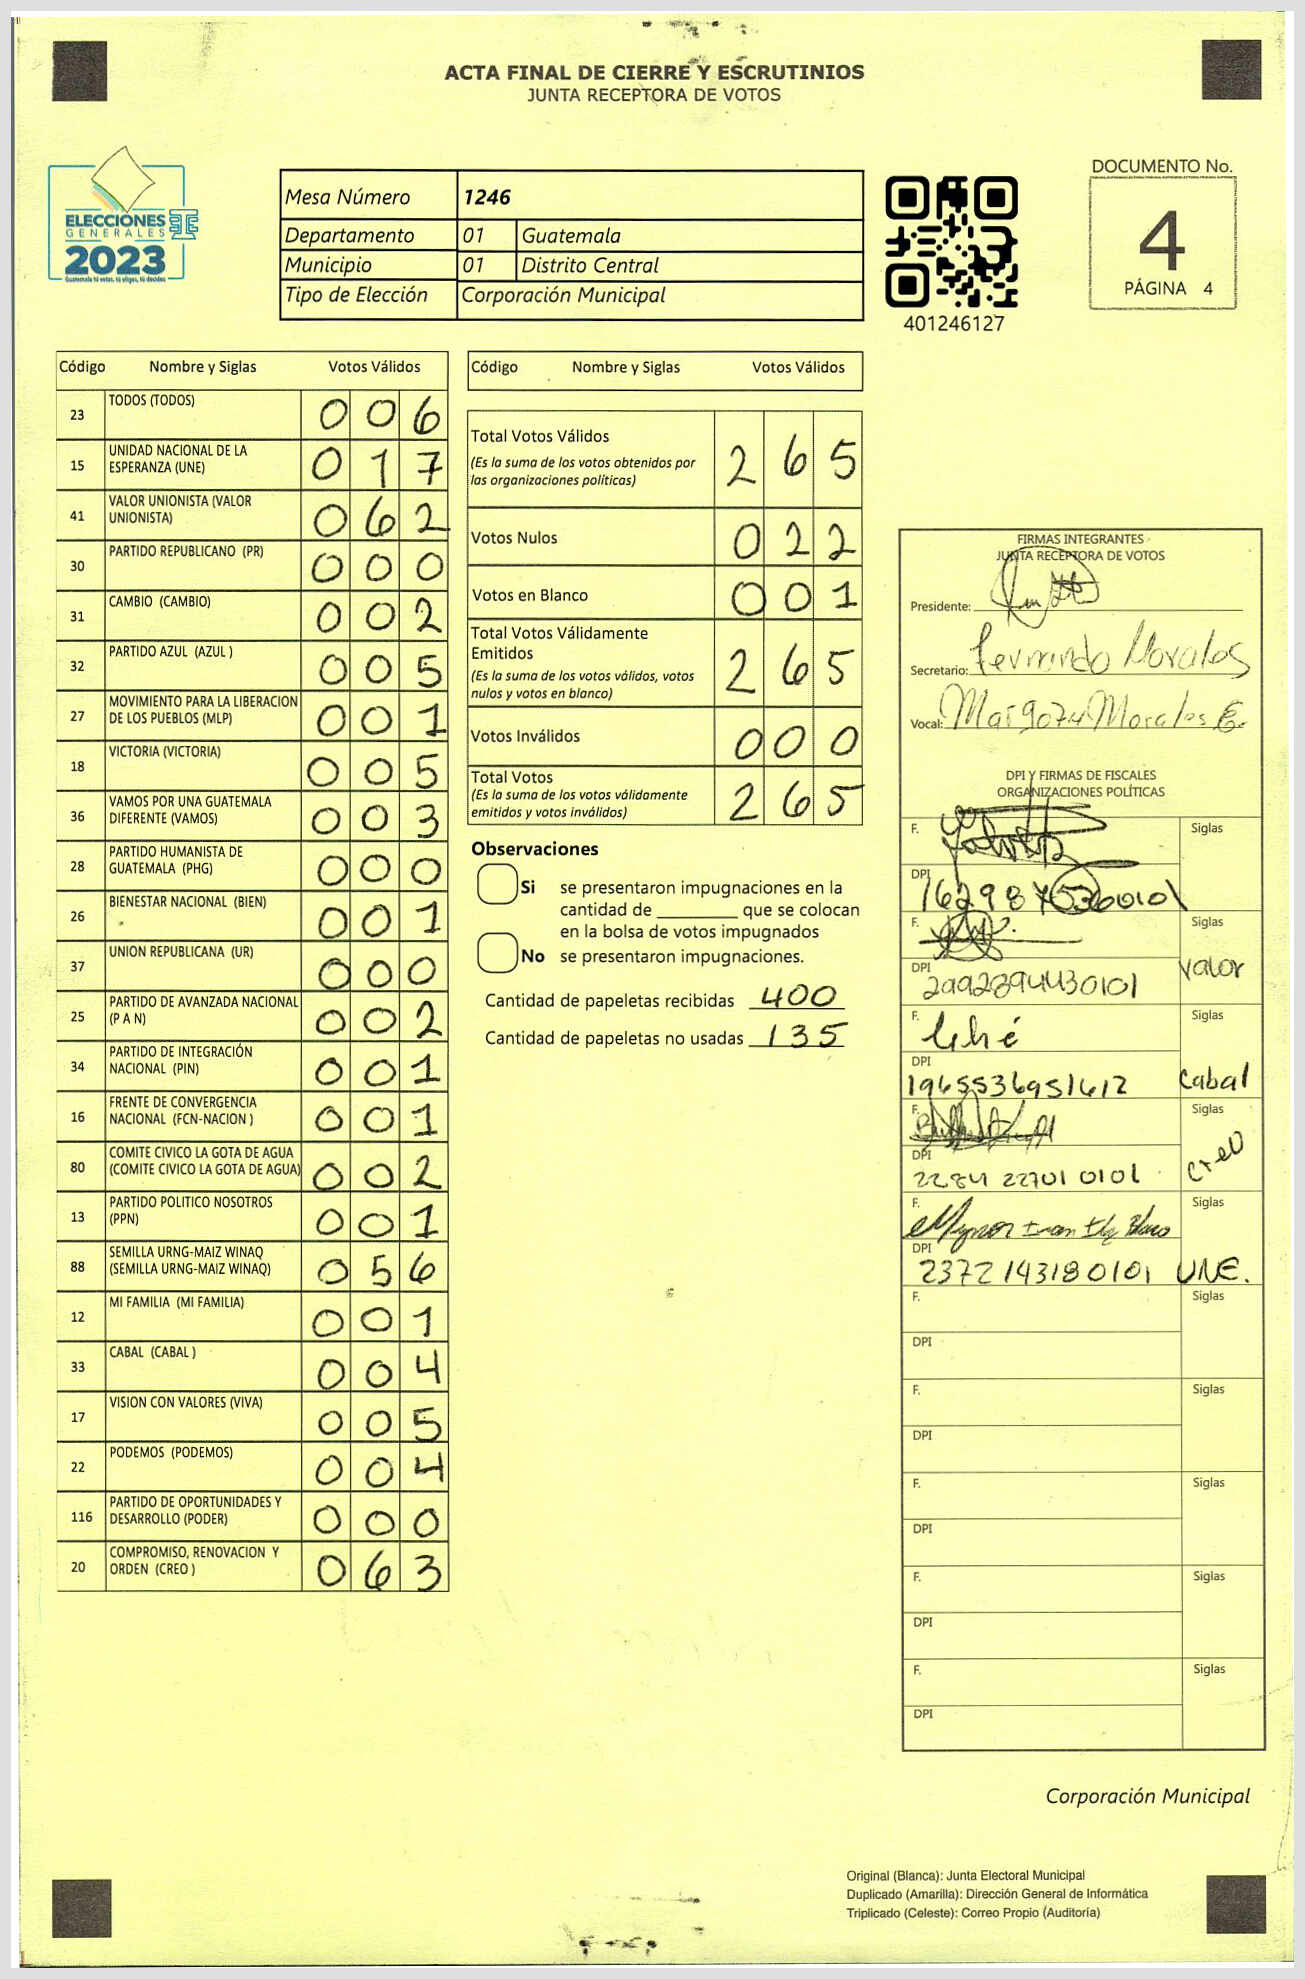 ACTA FINAL DE CIERRE Y ESCRUTINIOS
JUNTA RECEPTORA DE VOTOS
ELECCIONES
GENERALES
2023
Guatemala tú votas, tú eliges, tú decides
Mesa Número 1246
Departamento 01 Guatemala
Municipio 01 Distrito Central
Tipo de Elección Corporación Municipal
401246127
DOCUMENTO No.
4
PÁGINA 4
Código Nombre y Siglas Votos Válidos
23 TODOS (TODOS) 0 0 6
15 UNIDAD NACIONAL DE LA
ESPERANZA (UNE) 0 1 7
41 VALOR UNIONISTA (VALOR
UNIONISTA) 0 6 2
30 PARTIDO REPUBLICANO (PR) 0 0 0
31 CAMBIO (CAMBIO) 0 0 2
32 PARTIDO AZUL (AZUL ) 0 0 5
27 MOVIMIENTO PARA LA LIBERACION
DE LOS PUEBLOS (MLP) 0 0 1
18 VICTORIA (VICTORIA) 0 0 5
36 VAMOS POR UNA GUATEMALA
DIFERENTE (VAMOS) 0 0 3
28 PARTIDO HUMANISTA DE
GUATEMALA (PHG) 0 0 0
26 BIENESTAR NACIONAL (BIEN) 0 0 1
37 UNION REPUBLICANA (UR) 0 0 0
25 PARTIDO DE AVANZADA NACIONAL
(P A N) 0 0 2
34 PARTIDO DE INTEGRACIÓN
NACIONAL (PIN) 0 0 1
16 FRENTE DE CONVERGENCIA
NACIONAL (FCN-NACION ) 0 0 1
80 COMITE CIVICO LA GOTA DE AGUA
(COMITE CIVICO LA GOTA DE AGUA) 0 0 2
13 PARTIDO POLITICO NOSOTROS
(PPN) 0 0 1
88 SEMILLA URNG-MAIZ WINAQ
(SEMILLA URNG-MAIZ WINAQ) 0 5 6
12 MI FAMILIA (MI FAMILIA) 0 0 1
33 CABAL (CABAL ) 0 0 4
17 VISION CON VALORES (VIVA) 0 0 5
22 PODEMOS (PODEMOS) 0 0 4
116 PARTIDO DE OPORTUNIDADES Y
DESARROLLO (PODER) 0 0 0
20 COMPROMISO, RENOVACION Y
ORDEN (CREO ) 0 6 3
Código Nombre y Siglas Votos Válidos
Total Votos Válidos 2 6 5
(Es la suma de los votos obtenidos por
las organizaciones políticas)
Votos Nulos 0 2 2
Votos en Blanco 0 0 1
Total Votos Válidamente
Emitidos 2 6 5
(Es la suma de los votos válidos, votos
nulos y votos en blanco)
Votos Inválidos 0 0 0
Total Votos 2 6 5
(Es la suma de los votos válidamente
emitidos y votos inválidos)
Observaciones
Si se presentaron impugnaciones en la
cantidad de ________ que se colocan
en la bolsa de votos impugnados
No se presentaron impugnaciones.
Cantidad de papeletas recibidas 400
Cantidad de papeletas no usadas 135
FIRMAS INTEGRANTES
JUNTA RECEPTORA DE VOTOS
Presidente:
Secretario: Fernando Morales
Vocal: Morales
DPI Y FIRMAS DE FISCALES
ORGANIZACIONES POLÍTICAS
F. Siglas
DPI
F. Siglas
DPI 2992894430101 Valor
F. Siglas
DPI 1965536951612 Cabal
F. Siglas
DPI 2284 22701 0101 Creo
F. Siglas
DPI 2372 143180101 UNE.
F. Siglas
DPI
F. Siglas
DPI
F. Siglas
DPI
F. Siglas
DPI
F. Siglas
DPI
Corporación Municipal
Original (Blanca): Junta Electoral Municipal
Duplicado (Amarilla): Dirección General de Informática
Triplicado (Celeste): Correo Propio (Auditoría)